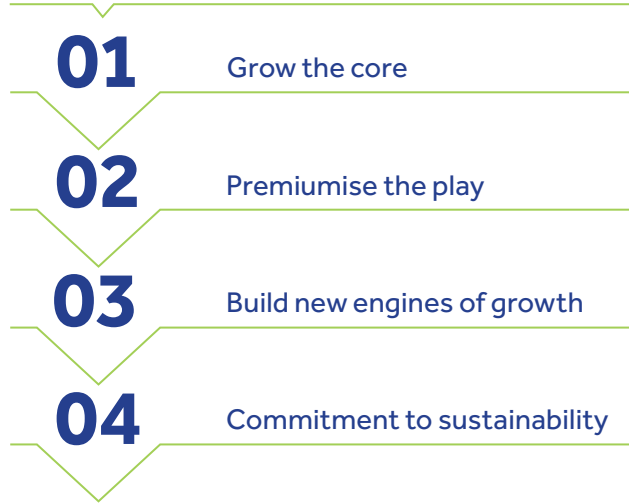 01
Grow the core
02
Premiumise the play
03
Build new engines of growth
04
Commitment to sustainability